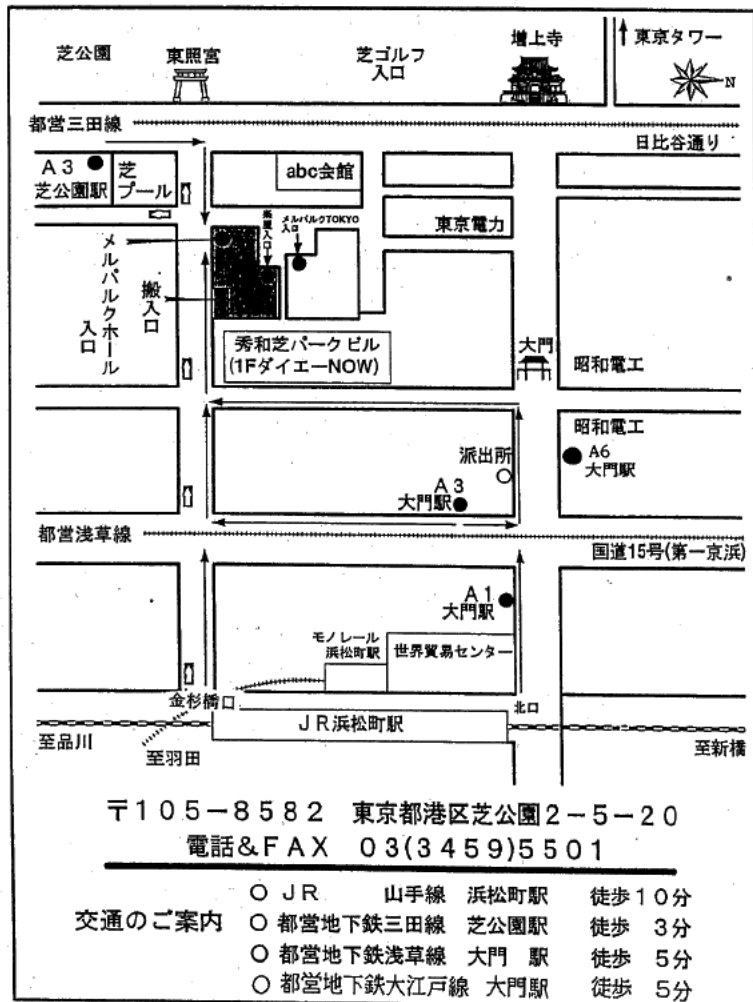 芝公園
東照宮
芝ゴルフ
入口
増上寺
東京タワー
N
都営三田線
日比谷通り
A3
芝公園駅
芝
プール
abc会館
楽屋入口
メルパルクTOKYO
入口
東京電力
メルパルクホール
入口
搬入口
秀和芝パークビル
(1FダイエーNOW)
大門
昭和電工
昭和電工
派出所
A6
大門駅
A3
大門駅
都営浅草線
国道15号(第一京浜)
A1
大門駅
モノレール
浜松町駅
世界貿易センター
金杉橋口
北口
JR浜松町駅
至品川
至羽田
至新橋
〒105-8582 東京都港区芝公園2-5-20
電話&FAX 03(3459)5501
交通のご案内
○ JR 山手線 浜松町駅 徒歩10分
○ 都営地下鉄三田線 芝公園駅 徒歩 3分
○ 都営地下鉄浅草線 大門 駅 徒歩 5分
○ 都営地下鉄大江戸線 大門駅 徒歩 5分